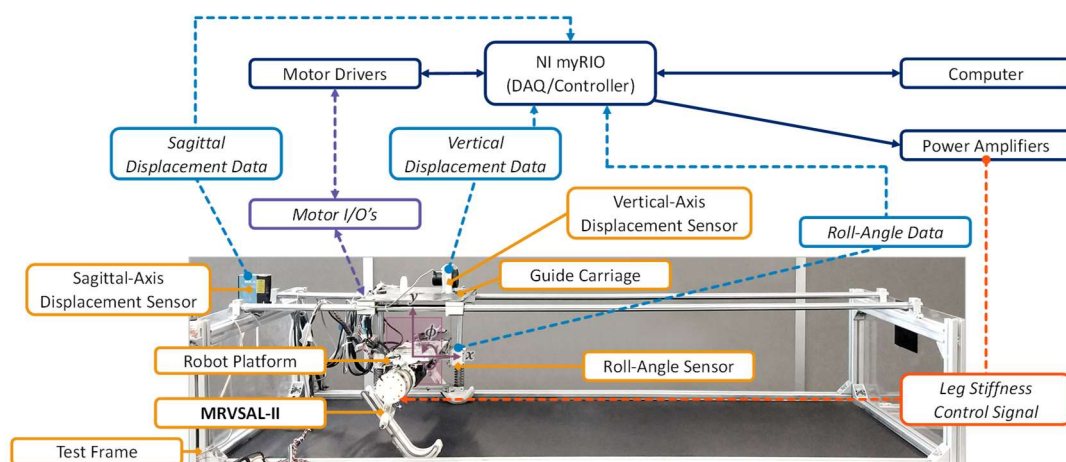 NI myRIO
(DAQ/Controller)
Motor Drivers
Computer
Sagittal
Displacement Data
Vertical
Displacement Data
Power Amplifiers
Motor I/O's
Vertical-Axis
Displacement Sensor
Roll-Angle Data
Sagittal-Axis
Displacement Sensor
Guide Carriage
ϕ
x
Robot Platform
Roll-Angle Sensor
Leg Stiffness
Control Signal
MRVSAL-II
Test Frame